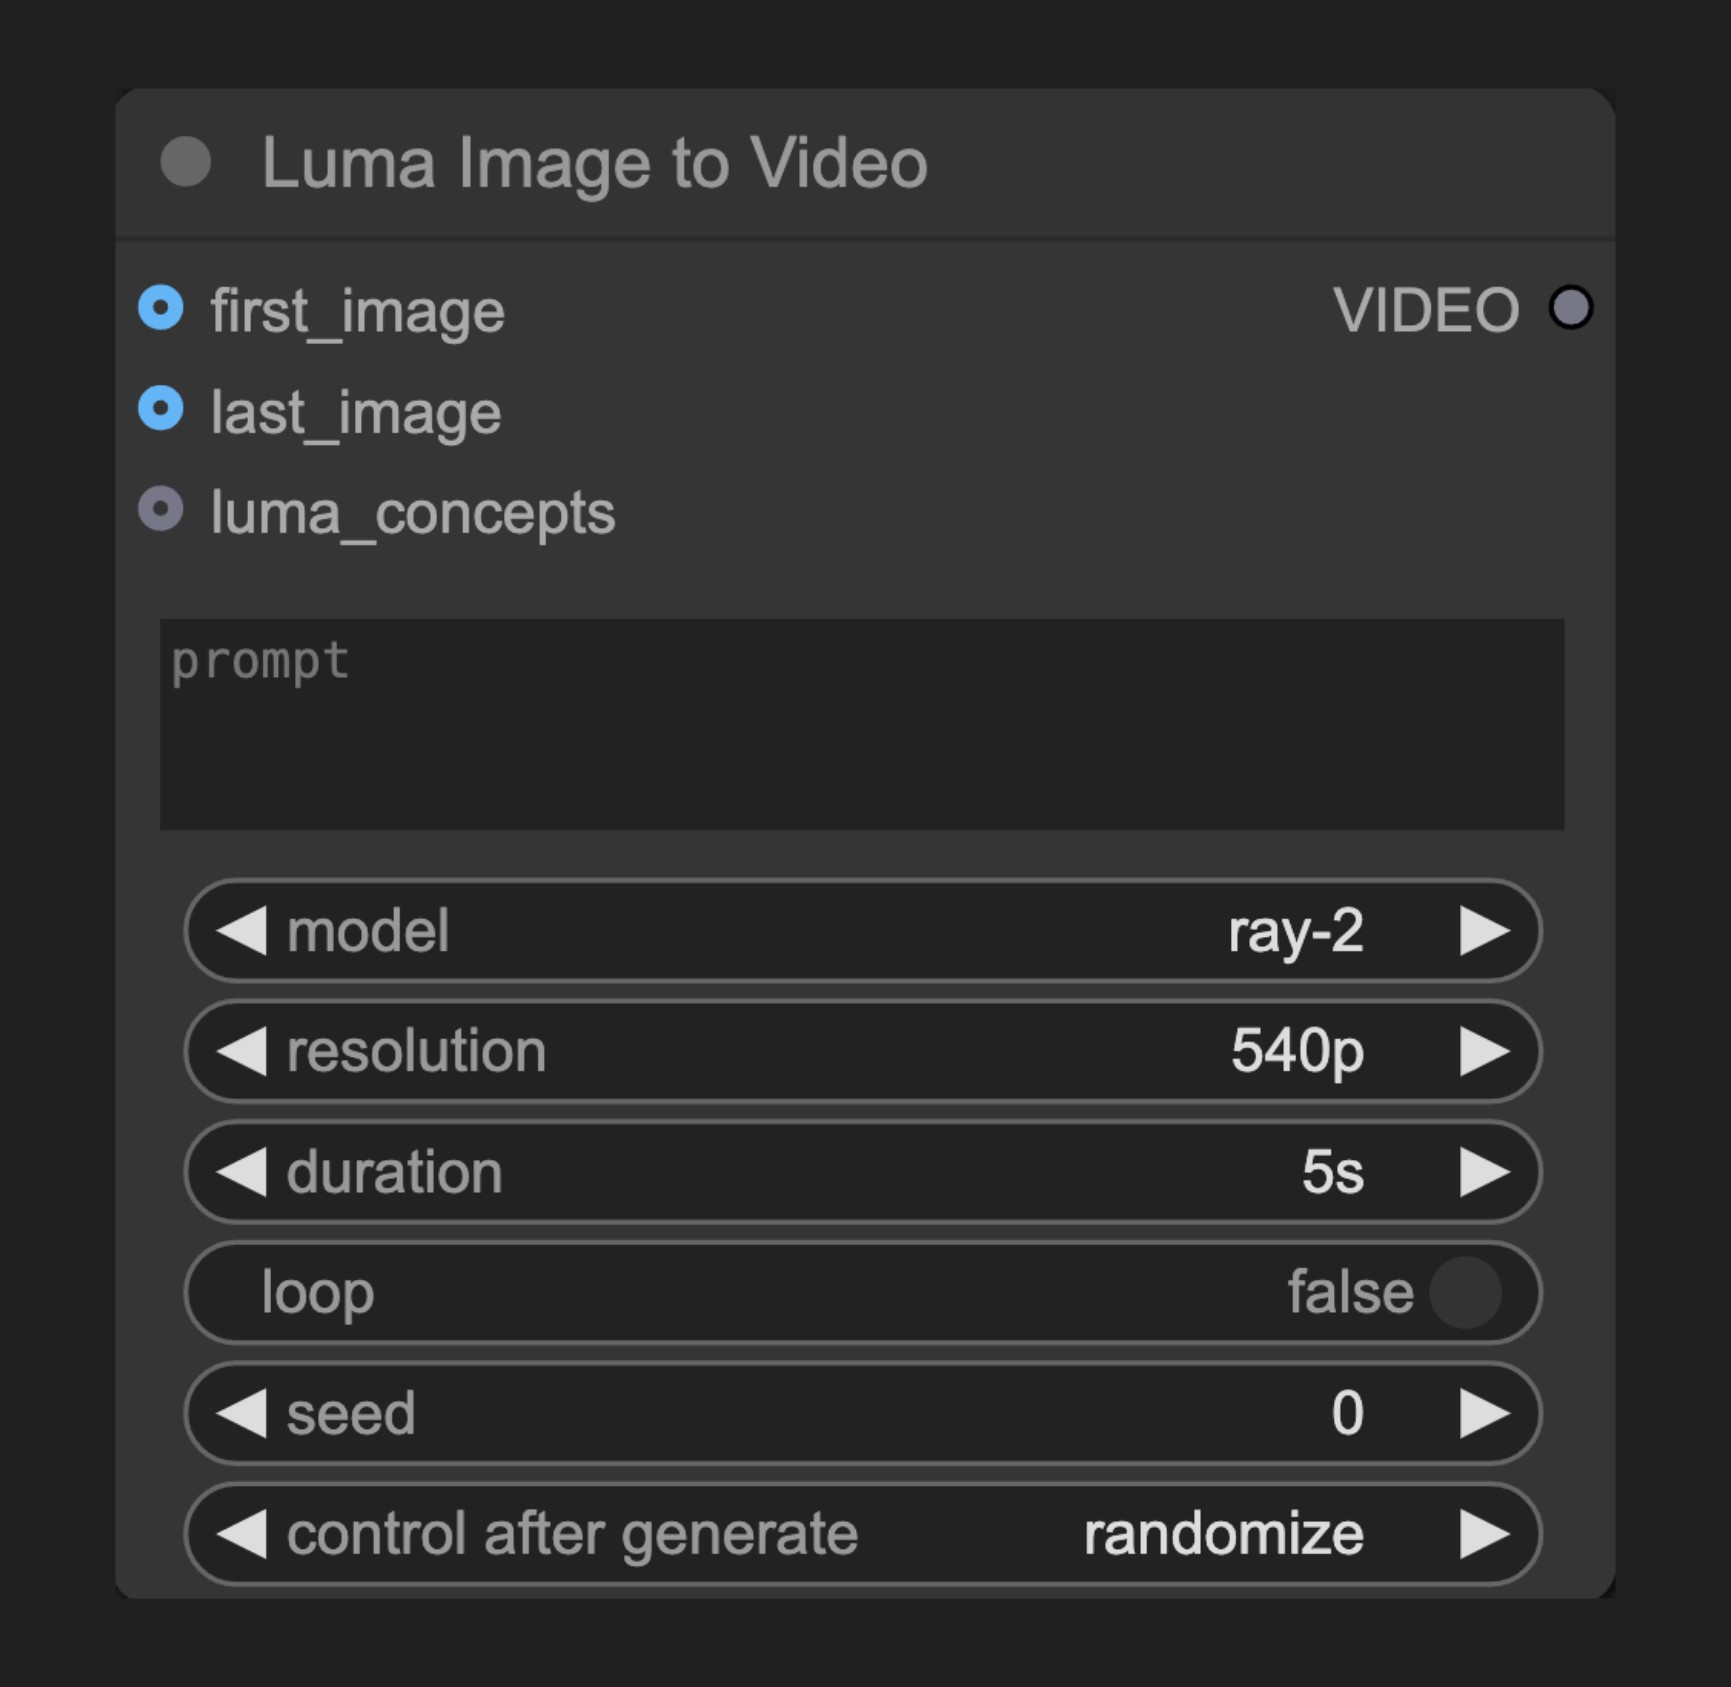 Luma Image to Video
first_image VIDEO
last_image
luma_concepts
prompt
model ray-2
resolution 540p
duration 5s
loop false
seed 0
control after generate randomize